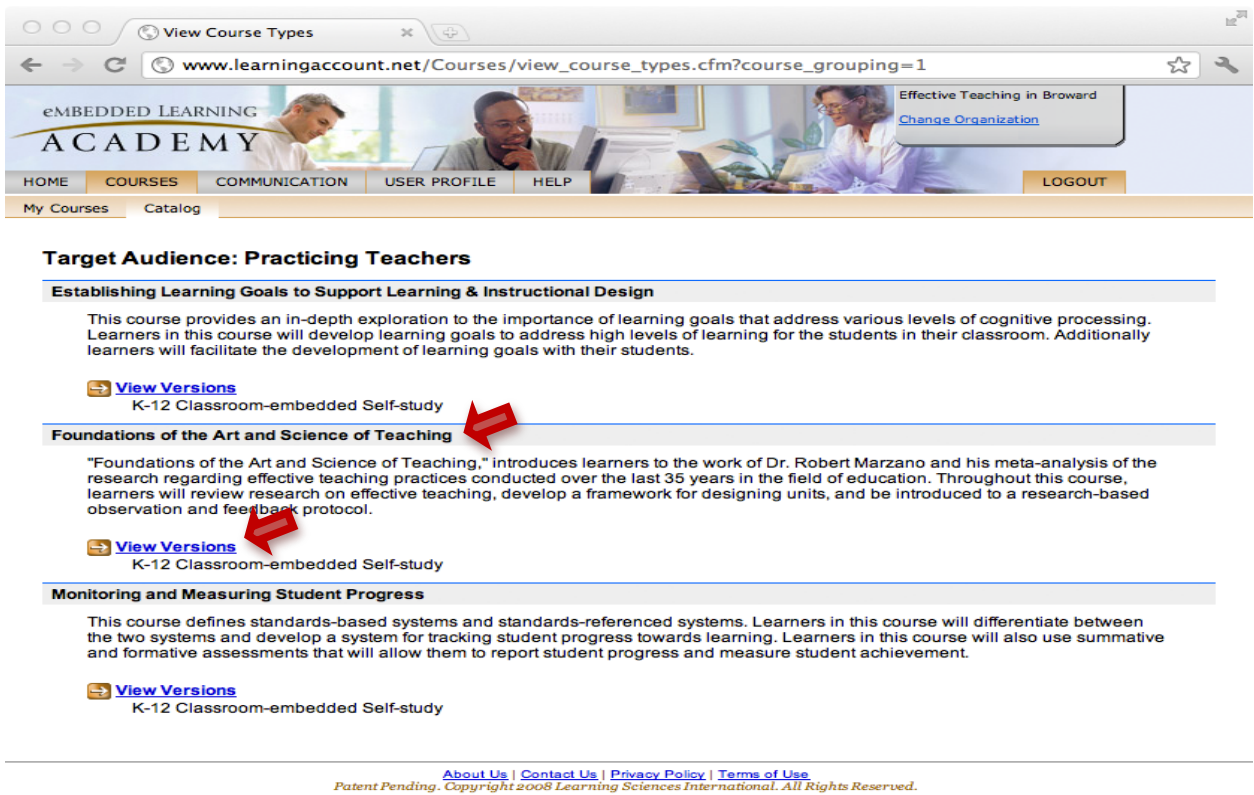 View Course Types
www.learningaccount.net/Courses/view_course_types.cfm?course_grouping=1
eMBEDDED LEARNING
ACADEMY
Effective Teaching in Broward
Change Organization
HOME COURSES COMMUNICATION USER PROFILE HELP LOGOUT
My Courses Catalog
Target Audience: Practicing Teachers
Establishing Learning Goals to Support Learning & Instructional Design
This course provides an in-depth exploration to the importance of learning goals that address various levels of cognitive processing.
Learners in this course will develop learning goals to address high levels of learning for the students in their classroom. Additionally
learners will facilitate the development of learning goals with their students.
View Versions
K-12 Classroom-embedded Self-study
Foundations of the Art and Science of Teaching
"Foundations of the Art and Science of Teaching," introduces learners to the work of Dr. Robert Marzano and his meta-analysis of the
research regarding effective teaching practices conducted over the last 35 years in the field of education. Throughout this course,
learners will review research on effective teaching, develop a framework for designing units, and be introduced to a research-based
observation and feedback protocol.
View Versions
K-12 Classroom-embedded Self-study
Monitoring and Measuring Student Progress
This course defines standards-based systems and standards-referenced systems. Learners in this course will differentiate between
the two systems and develop a system for tracking student progress towards learning. Learners in this course will also use summative
and formative assessments that will allow them to report student progress and measure student achievement.
View Versions
K-12 Classroom-embedded Self-study
About Us | Contact Us | Privacy Policy | Terms of Use
Patent Pending. Copyright 2008 Learning Sciences International. All Rights Reserved.